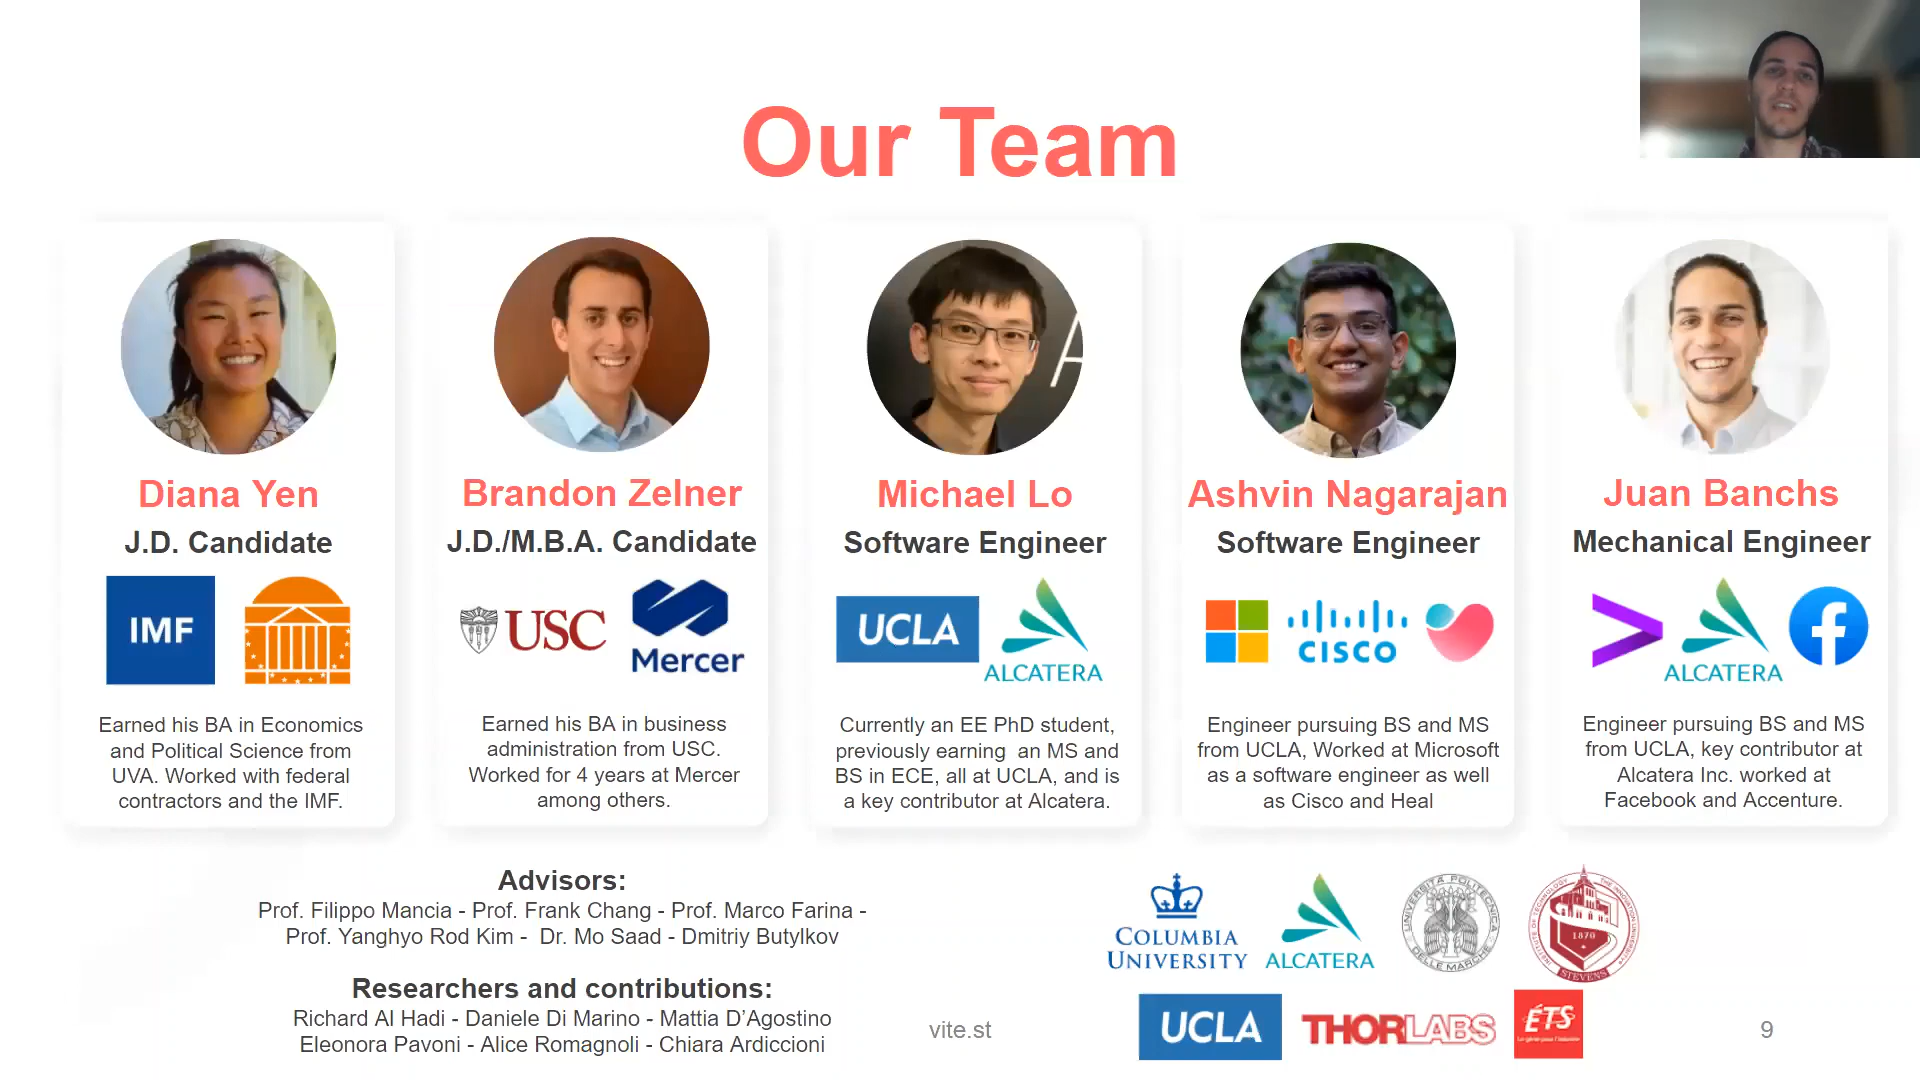 Our Team
Diana Yen
J.D. Candidate
IMF
Earned his BA in Economics
and Political Science from
UVA. Worked with federal
contractors and the IMF.
Brandon Zelner
J.D./M.B.A. Candidate
USC
Mercer
Earned his BA in business
administration from USC.
Worked for 4 years at Mercer
among others.
Michael Lo
Software Engineer
UCLA
ALCATERA
Currently an EE PhD student,
previously earning an MS and
BS in ECE, all at UCLA, and is
a key contributor at Alcatera.
Ashvin Nagarajan
Software Engineer
CISCO
Engineer pursuing BS and MS
from UCLA, Worked at Microsoft
as a software engineer as well
as Cisco and Heal
Juan Banchs
Mechanical Engineer
ALCATERA
Engineer pursuing BS and MS
from UCLA, key contributor at
Alcatera Inc. worked at
Facebook and Accenture.
Advisors:
Prof. Filippo Mancia - Prof. Frank Chang - Prof. Marco Farina -
Prof. Yanghyo Rod Kim - Dr. Mo Saad - Dmitriy Butylkov
Researchers and contributions:
Richard Al Hadi - Daniele Di Marino - Mattia D'Agostino
Eleonora Pavoni - Alice Romagnoli - Chiara Ardiccioni
vite.st
COLUMBIA
UNIVERSITY
ALCATERA
UNIVERSITÀ POLITECNICA
DELLE MARCHE
1870
STEVENS
UCLA
THORLABS
ÉTS
9